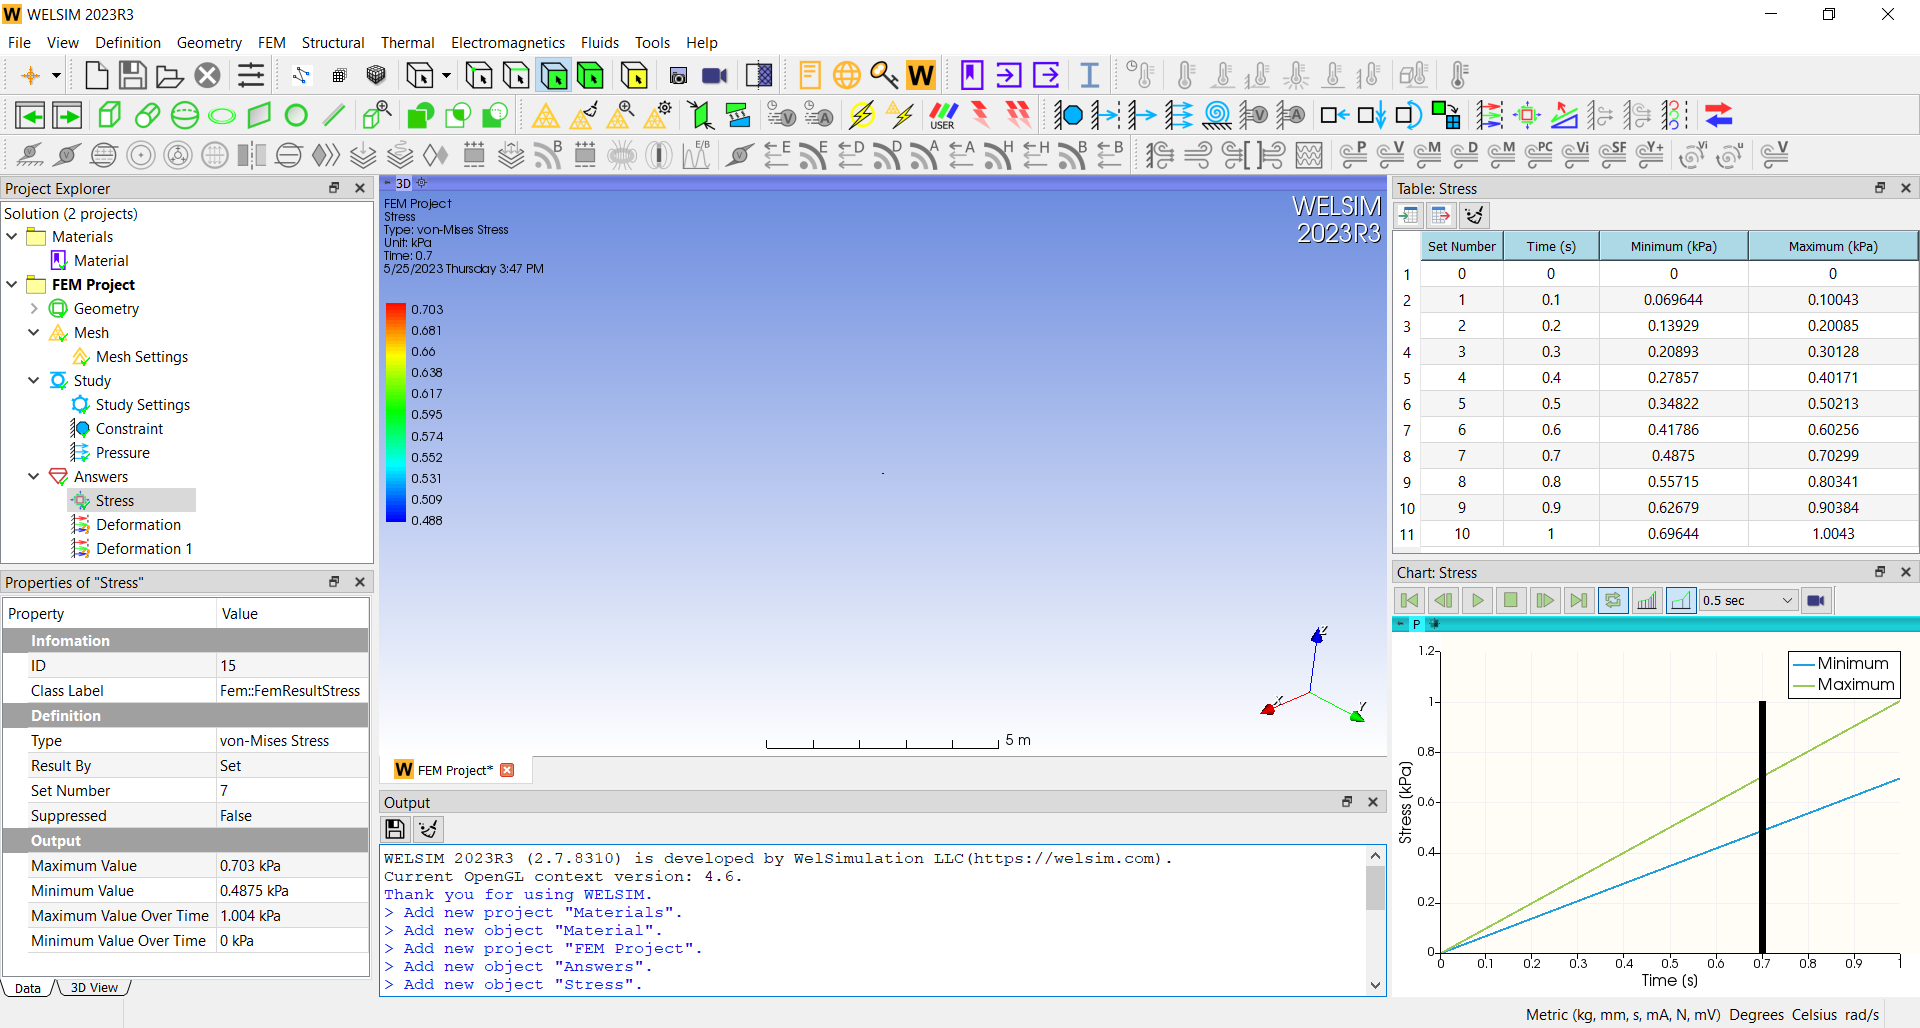 WELSIM 2023R3
File View Definition Geometry FEM Structural Thermal Electromagnetics Fluids Tools Help
USER
Project Explorer
Solution (2 projects)
Materials
Material
FEM Project
Geometry
Mesh
Mesh Settings
Study
Study Settings
Constraint
Pressure
Answers
Stress
Deformation
Deformation 1
Properties of "Stress"
Property Value
Infomation
ID 15
Class Label Fem::FemResultStress
Definition
Type von-Mises Stress
Result By Set
Set Number 7
Suppressed False
Output
Maximum Value 0.703 kPa
Minimum Value 0.4875 kPa
Maximum Value Over Time 1.004 kPa
Minimum Value Over Time 0 kPa
Data 3D View
3D
FEM Project
Stress
Type: von-Mises Stress
Unit: kPa
Time: 0.7
5/25/2023 Thursday 3:47 PM
WELSIM
2023R3
0.703
0.681
0.66
0.638
0.617
0.595
0.574
0.552
0.531
0.509
0.488
Z
X
Y
5 m
FEM Project*
Output
WELSIM 2023R3 (2.7.8310) is developed by WelSimulation LLC(https://welsim.com).
Current OpenGL context version: 4.6.
Thank you for using WELSIM.
> Add new project "Materials".
> Add new object "Material".
> Add new project "FEM Project".
> Add new object "Answers".
> Add new object "Stress".
Table: Stress
Set Number Time (s) Minimum (kPa) Maximum (kPa)
1 0 0 0 0
2 1 0.1 0.069644 0.10043
3 2 0.2 0.13929 0.20085
4 3 0.3 0.20893 0.30128
5 4 0.4 0.27857 0.40171
6 5 0.5 0.34822 0.50213
7 6 0.6 0.41786 0.60256
8 7 0.7 0.4875 0.70299
9 8 0.8 0.55715 0.80341
10 9 0.9 0.62679 0.90384
11 10 1 0.69644 1.0043
Chart: Stress
0.5 sec
P
Minimum
Maximum
Stress (kPa)
1.2
1
0.8
0.6
0.4
0.2
0
0 0.1 0.2 0.3 0.4 0.5 0.6 0.7 0.8 0.9 1
Time (s)
Metric (kg, mm, s, mA, N, mV) Degrees Celsius rad/s